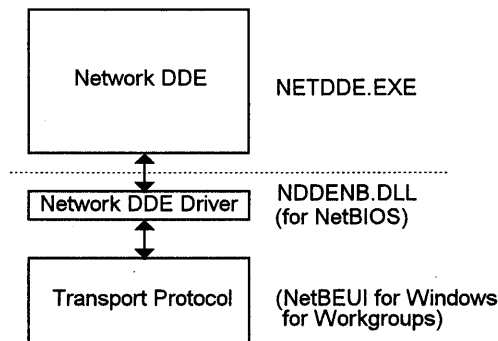 Network DDE
NETDDE.EXE
Network DDE Driver
NDDENB.DLL
(for NetBIOS)
Transport Protocol
(NetBEUI for Windows
for Workgroups)